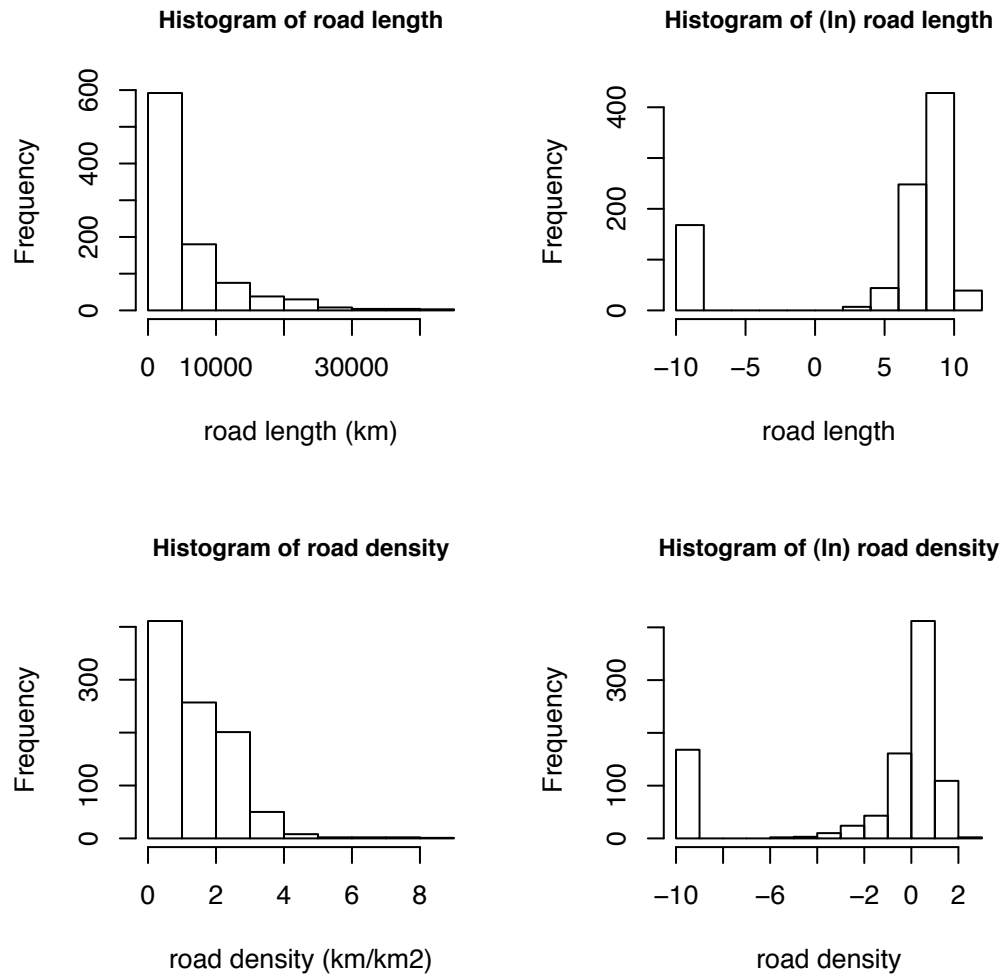 Histogram of road length
Frequency
0 200 400 600
0 10000 30000
road length (km)
Histogram of (ln) road length
Frequency
0 200 400
−10 −5 0 5 10
road length
Histogram of road density
Frequency
0 100 300
0 2 4 6 8
road density (km/km2)
Histogram of (ln) road density
Frequency
0 100 300
−10 −6 −2 0 2
road density